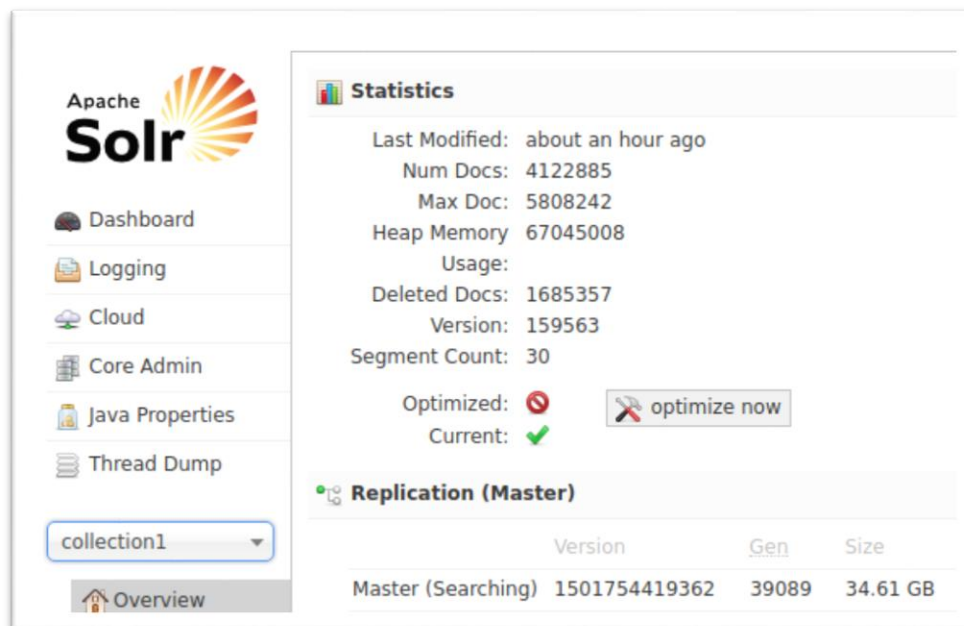 Apache
Solr
Dashboard
Logging
Cloud
Core Admin
Java Properties
Thread Dump
collection1
Overview
Statistics
Last Modified: about an hour ago
Num Docs: 4122885
Max Doc: 5808242
Heap Memory Usage: 67045008
Deleted Docs: 1685357
Version: 159563
Segment Count: 30
Optimized:
optimize now
Current:
Replication (Master)
Version Gen Size
Master (Searching) 1501754419362 39089 34.61 GB